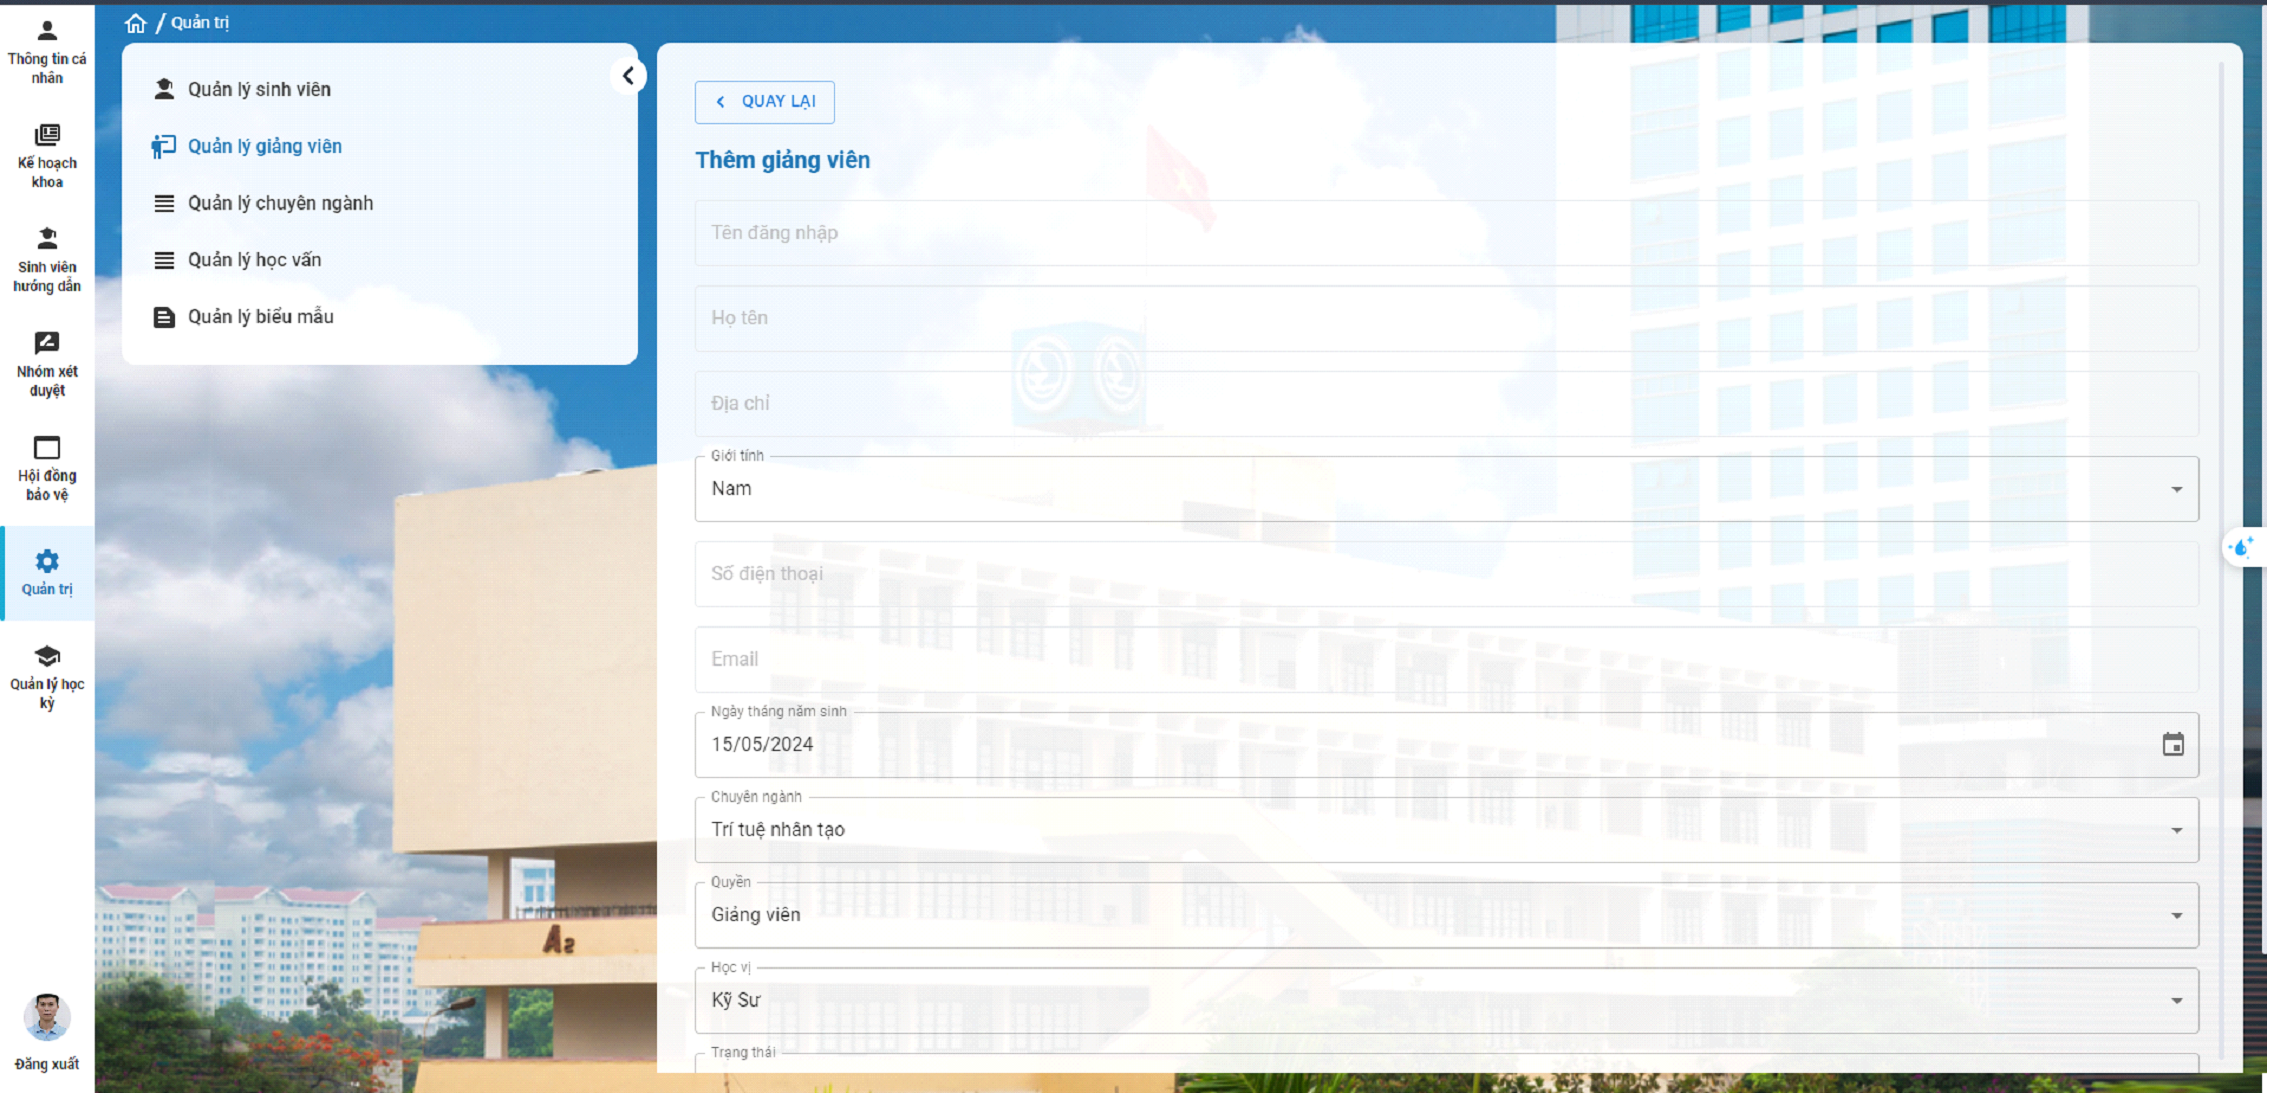 Quản trị
Thông tin cá
nhân
Kế hoạch
khoa
Sinh viên
hướng dẫn
Nhóm xét
duyệt
Hội đồng
bảo vệ
Quản trị
Quản lý học
kỳ
Đăng xuất
Quản lý sinh viên
Quản lý giảng viên
Quản lý chuyên ngành
Quản lý học vấn
Quản lý biểu mẫu
QUAY LẠI
Thêm giảng viên
Tên đăng nhập
Họ tên
Địa chỉ
Giới tính
Nam
Số điện thoại
Email
Ngày tháng năm sinh
15/05/2024
Chuyên ngành
Trí tuệ nhân tạo
Quyền
Giảng viên
Học vị
Kỹ Sư
Trạng thái
A2